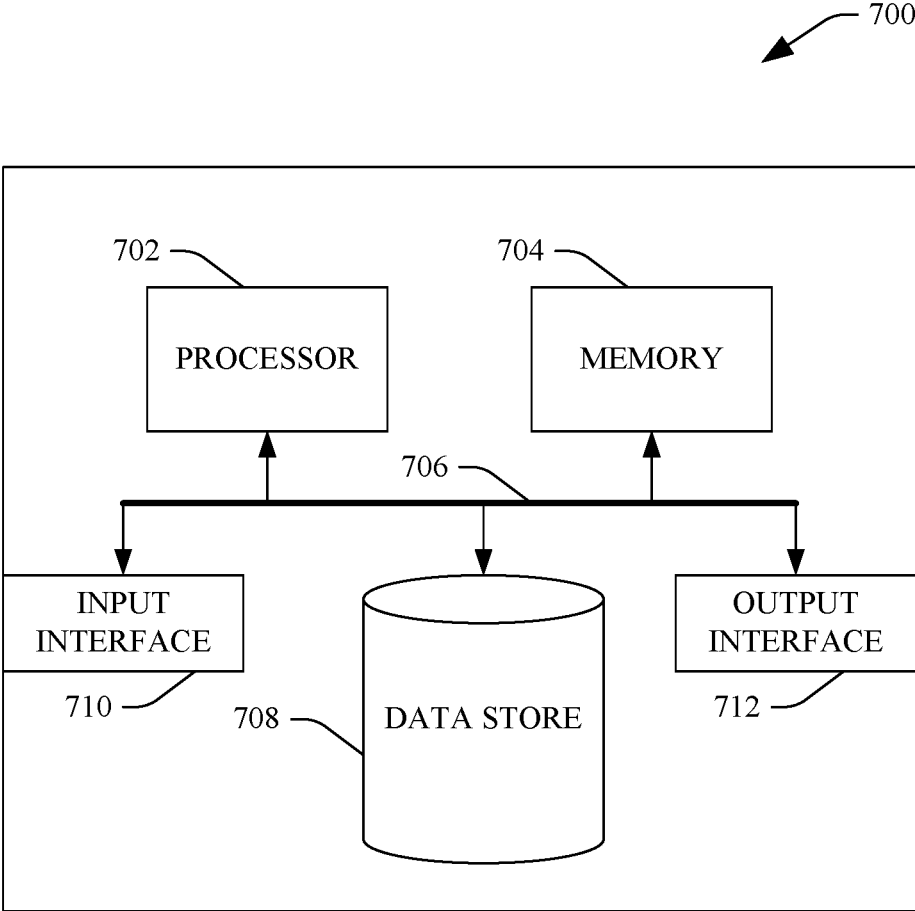 700
702
704
PROCESSOR
MEMORY
706
INPUT
INTERFACE
OUTPUT
INTERFACE
710
708
DATA STORE
712